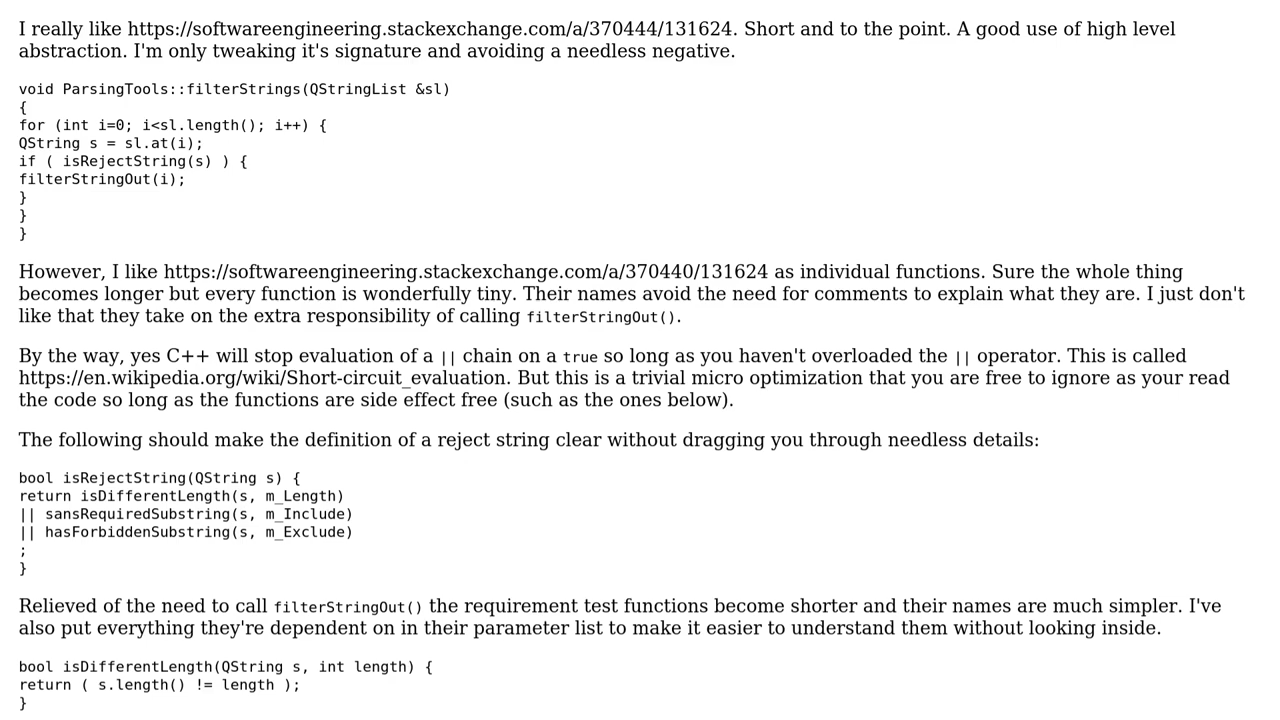 I really like https://softwareengineering.stackexchange.com/a/370444/131624. Short and to the point. A good use of high level
abstraction. I'm only tweaking it's signature and avoiding a needless negative.
void ParsingTools::filterStrings(QStringList &sl)
{
for (int i=0; i<sl.length(); i++) {
QString s = sl.at(i);
if ( isRejectString(s) ) {
filterStringOut(i);
}
}
}
However, I like https://softwareengineering.stackexchange.com/a/370440/131624 as individual functions. Sure the whole thing
becomes longer but every function is wonderfully tiny. Their names avoid the need for comments to explain what they are. I just don't
like that they take on the extra responsibility of calling filterStringOut().
By the way, yes C++ will stop evaluation of a || chain on a true so long as you haven't overloaded the || operator. This is called
https://en.wikipedia.org/wiki/Short-circuit_evaluation. But this is a trivial micro optimization that you are free to ignore as your read
the code so long as the functions are side effect free (such as the ones below).
The following should make the definition of a reject string clear without dragging you through needless details:
bool isRejectString(QString s) {
return isDifferentLength(s, m_Length)
|| sansRequiredSubstring(s, m_Include)
|| hasForbiddenSubstring(s, m_Exclude)
;
}
Relieved of the need to call filterStringOut() the requirement test functions become shorter and their names are much simpler. I've
also put everything they're dependent on in their parameter list to make it easier to understand them without looking inside.
bool isDifferentLength(QString s, int length) {
return ( s.length() != length );
}